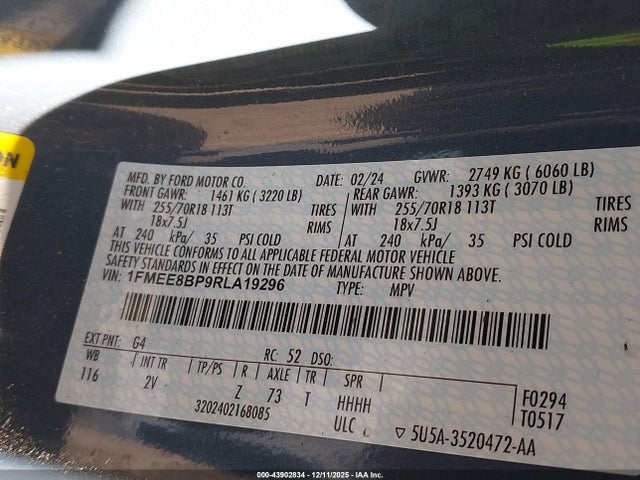 ON
MFD. BY FORD MOTOR CO. DATE: 02/24 GVWR: 2749 KG ( 6060 LB)
FRONT GAWR: 1461 KG ( 3220 LB) REAR GAWR: 1393 KG ( 3070 LB)
WITH 255/70R18 113T TIRES WITH 255/70R18 113T TIRES
18x7.5J RIMS 18x7.5J RIMS
AT 240 kPa/ 35 PSI COLD AT 240 kPa/ 35 PSI COLD
THIS VEHICLE CONFORMS TO ALL APPLICABLE FEDERAL MOTOR VEHICLE
SAFETY STANDARDS IN EFFECT ON THE DATE OF MANUFACTURE SHOWN ABOVE.
VIN: 1FMEE8BP9RLA19296 TYPE: MPV
EXT PNT: G4 RC: 52 DSO:
WB INT TR TP/PS R AXLE TR SPR
116 2V- Z 73 T HHHH F0294
3202402168085 ULC T0517
5U5A-3520472-AA
000-43902834 - 12/11/2025 - IAA Inc.